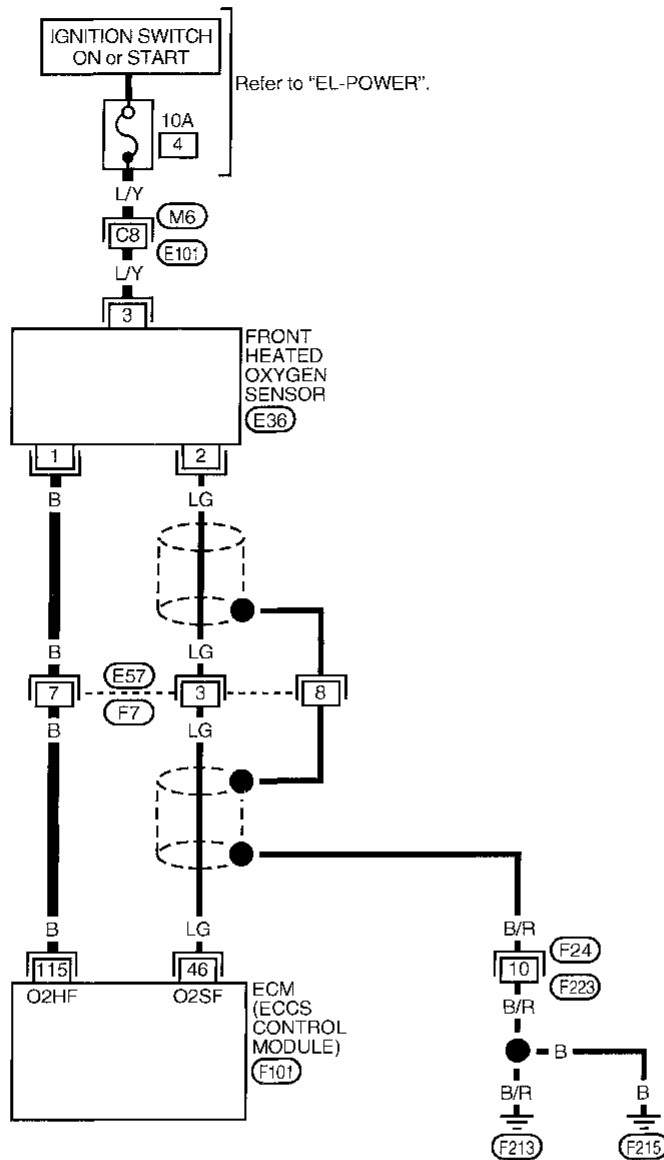 IGNITION SWITCH
ON or START
Refer to "EL-POWER".
10A
4
L/Y
M6
C8
E101
L/Y
3
FRONT
HEATED
OXYGEN
SENSOR
E36
1
2
B
LG
B
LG
E57
7
3
8
F7
B
LG
B
LG
B/R
F24
115
46
10
O2HF
O2SF
ECM
(ECCS
CONTROL
MODULE)
F101
F223
B/R
B
B/R
B
F213
F215